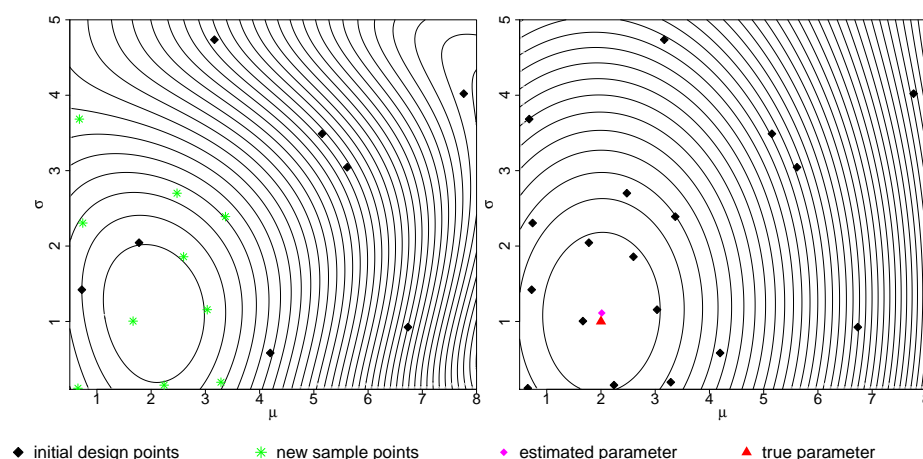 5
4
3
2
1
σ
1 2 3 4 5 6 7 8
μ
5
4
3
2
1
σ
1 2 3 4 5 6 7 8
μ
initial design points
new sample points
estimated parameter
true parameter